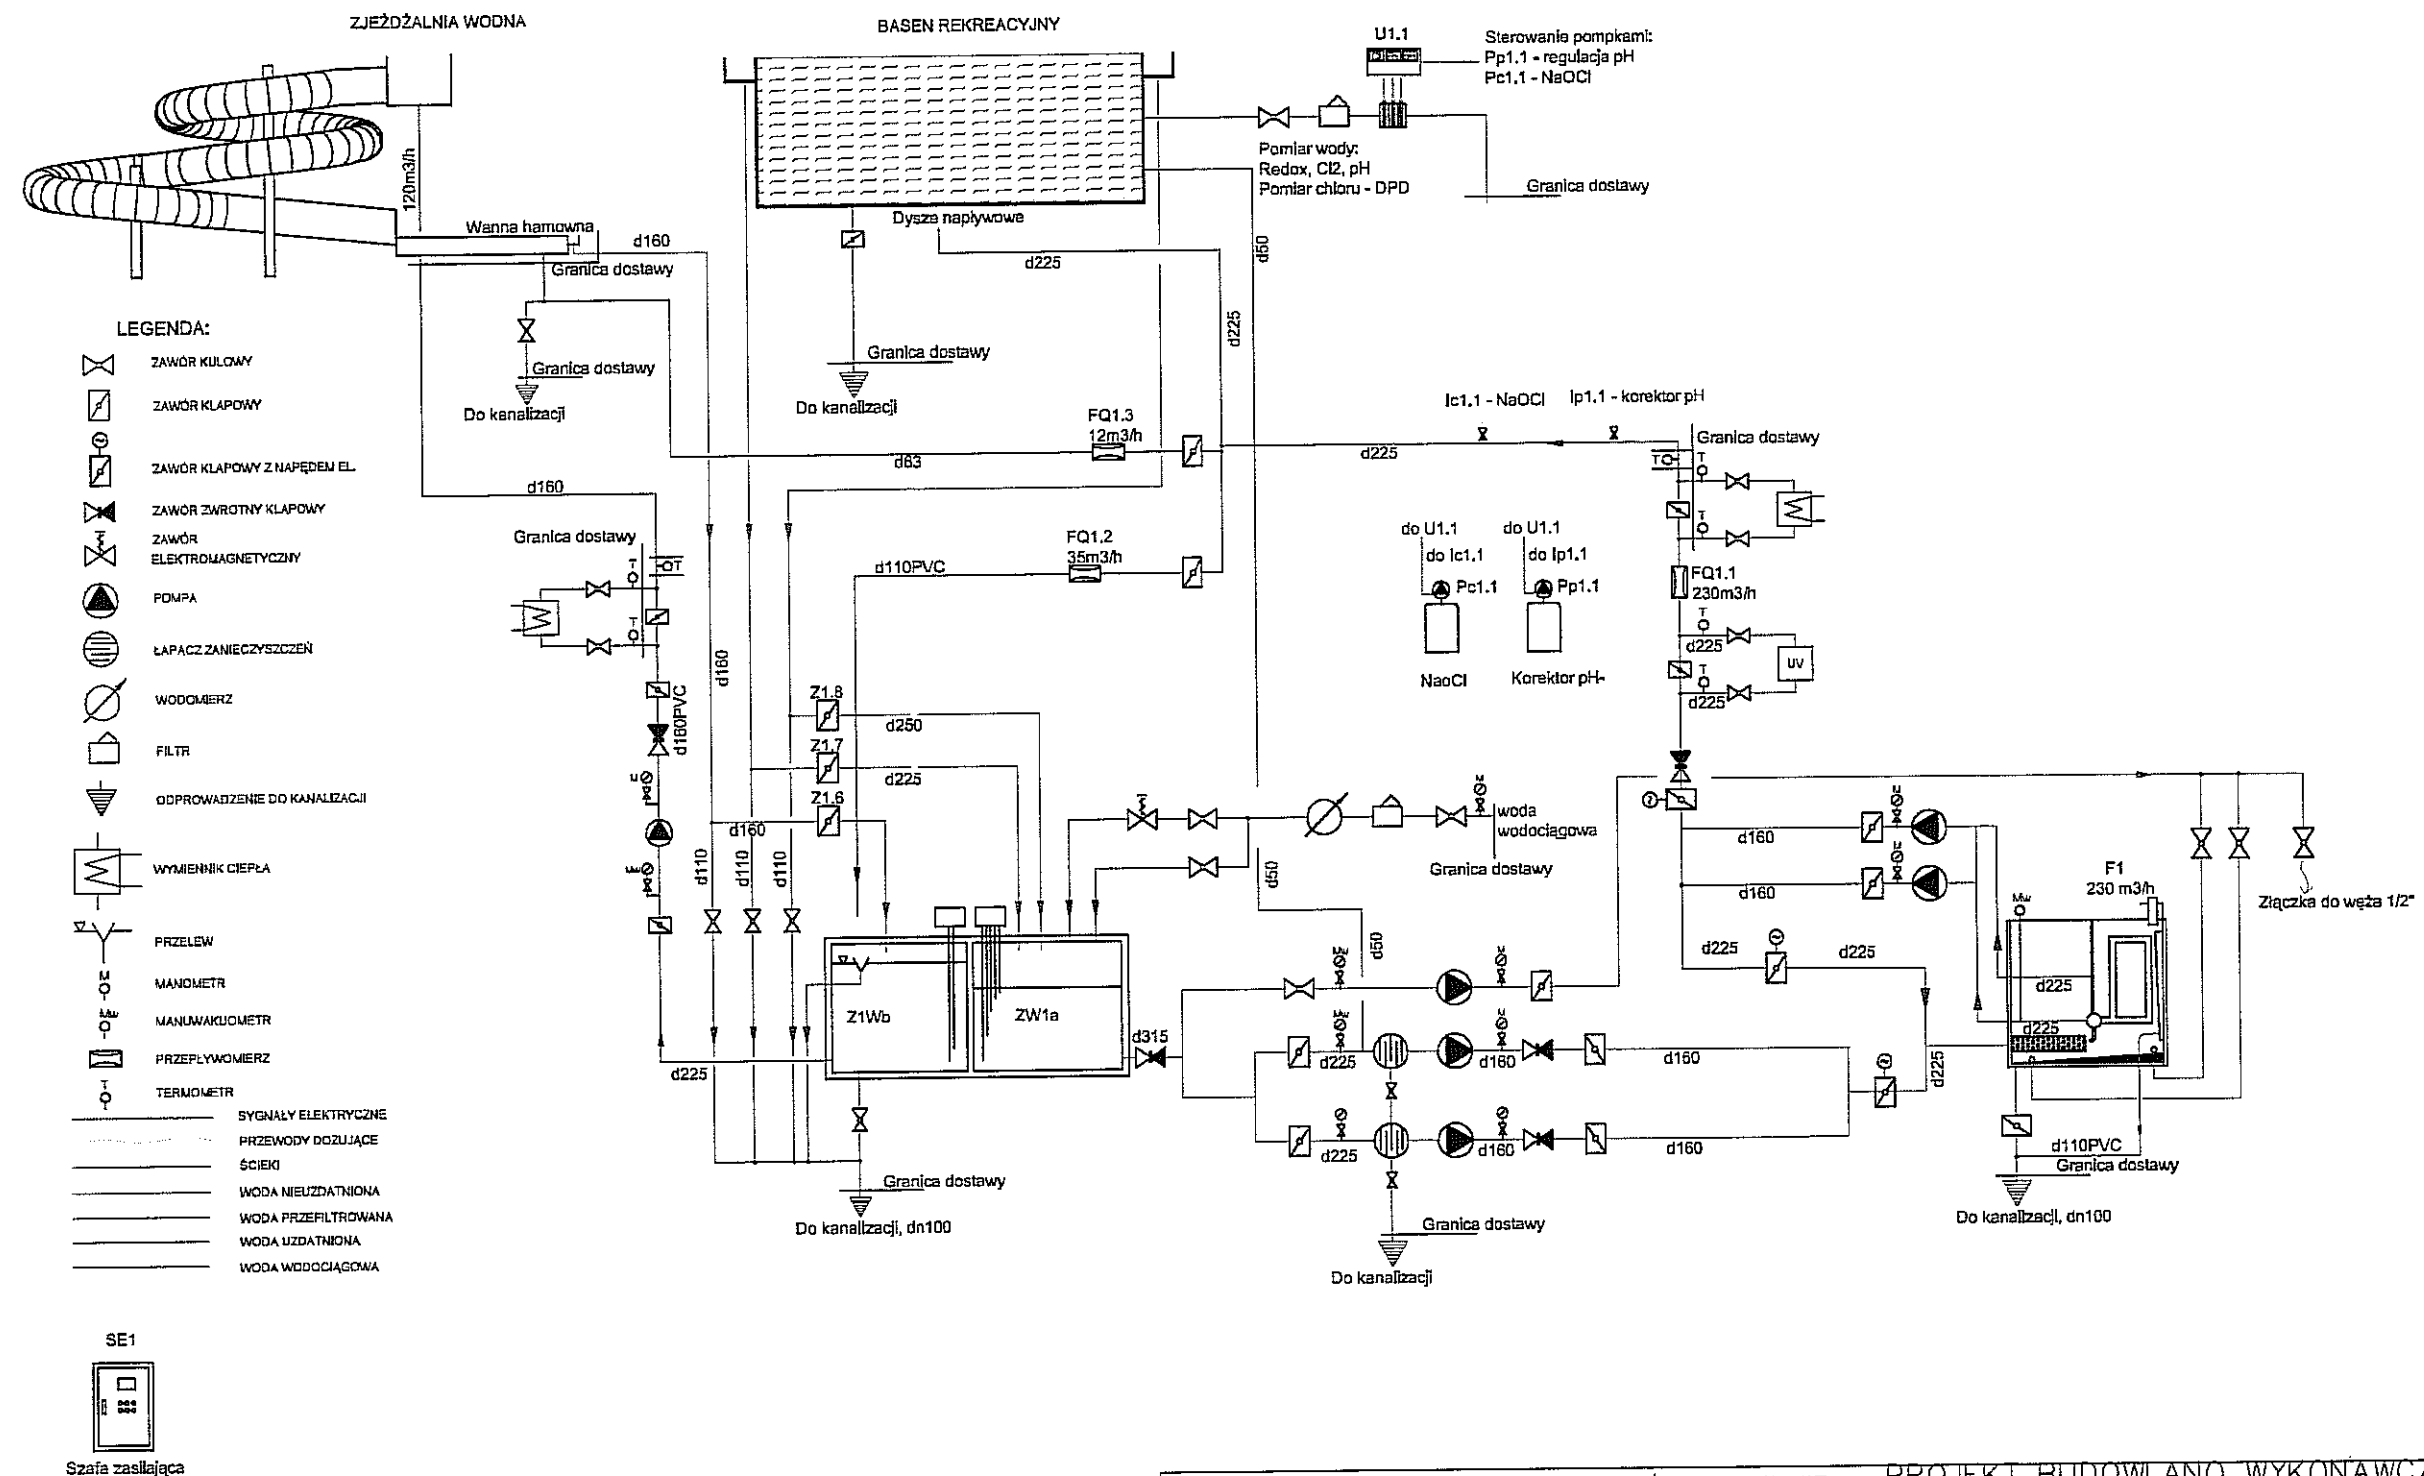 ZJEŻDŻALNIA WODNA
BASEN REKREACYJNY
U1.1
Sterowanie pompkami:
Pp1.1 - regulacja pH
Pc1.1 - NaOCl
Pomiar wody:
Redox, Cl2, pH
Pomiar chloru - DPD
Granica dostawy
120m3/h
Wanna hamowna
d160
Granica dostawy
Dysze napływowe
d225
d50
d225
Granica dostawy
Do kanalizacji
Granica dostawy
Do kanalizacji
LEGENDA:
ZAWÓR KULOWY
ZAWÓR KLAPOWY
ZAWÓR KLAPOWY Z NAPĘDEM EL.
ZAWÓR ZWROTNY KLAPOWY
ZAWÓR
ELEKTROMAGNETYCZNY
POMPA
ŁAPACZ ZANIECZYSZCZEŃ
WODOMIERZ
FILTR
ODPROWADZENIE DO KANALIZACJI
WYMIENNIK CIEPŁA
PRZELEW
M
MANOMETR
Mw
MANUWAKUOMETR
PRZEPŁYWOMIERZ
T
TERMOMETR
SYGNAŁY ELEKTRYCZNE
PRZEWODY DOZUJĄCE
ŚCIEKI
WODA NIEUZDATNIONA
WODA PRZEFILTROWANA
WODA UZDATNIONA
WODA WODOCIĄGOWA
SE1
Szafa zasilająca
FQ1.3
12m3/h
d63
d225
Ic1.1 - NaOCl
Ip1.1 - korektor pH
Granica dostawy
T
T
T
d160
Granica dostawy
T
T
T
d160PVC
M
Mw
FQ1.2
35m3/h
d110PVC
do U1.1
do Ic1.1
Pc1.1
NaoCl
do U1.1
do Ip1.1
Pp1.1
Korektor pH-
FQ1.1
230m3/h
T
d225
UV
T
d225
d160
Z1.8
d250
Z1.7
d225
Z1.6
d160
d110
d110
d110
M
woda
wodociągowa
Granica dostawy
d50
d50
Z1Wb
ZW1a
d225
d315
Granica dostawy
Do kanalizacji, dn100
Mw
M
Mw
M
d225
d160
d160
d225
d160
d160
Granica dostawy
Do kanalizacji
M
d160
M
d160
d225
d225
d225
F1
230 m3/h
Mw
d225
d225
Złączka do węża 1/2"
d110PVC
Granica dostawy
Do kanalizacji, dn100
PROJEKT BUDOWLANO WYKONAWCZ